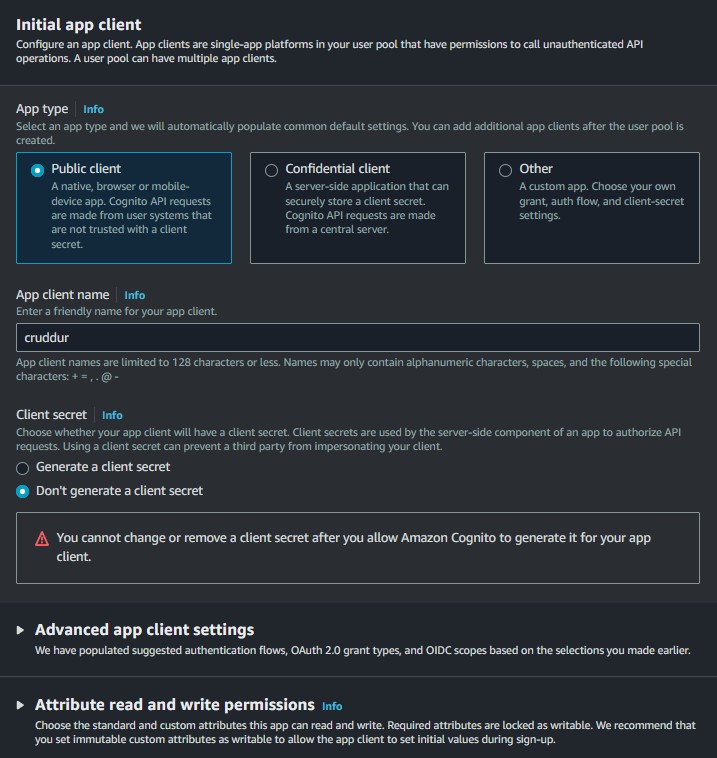 Initial app client
Configure an app client. App clients are single-app platforms in your user pool that have permissions to call unauthenticated API
operations. A user pool can have multiple app clients.
App type Info
Select an app type and we will automatically populate common default settings. You can add additional app clients after the user pool is
created.
Public client
A native, browser or mobile-
device app. Cognito API requests
are made from user systems that
are not trusted with a client
secret.
Confidential client
A server-side application that can
securely store a client secret.
Cognito API requests are made
from a central server.
Other
A custom app. Choose your own
grant, auth flow, and client-secret
settings.
App client name Info
Enter a friendly name for your app client.
cruddur
App client names are limited to 128 characters or less. Names may only contain alphanumeric characters, spaces, and the following special
characters: + = , . @ -
Client secret Info
Choose whether your app client will have a client secret. Client secrets are used by the server-side component of an app to authorize API
requests. Using a client secret can prevent a third party from impersonating your client.
Generate a client secret
Don't generate a client secret
You cannot change or remove a client secret after you allow Amazon Cognito to generate it for your app
client.
Advanced app client settings
We have populated suggested authentication flows, OAuth 2.0 grant types, and OIDC scopes based on the selections you made earlier.
Attribute read and write permissions Info
Choose the standard and custom attributes this app can read and write. Required attributes are locked as writable. We recommend that
you set immutable custom attributes as writable to allow the app client to set initial values during sign-up.